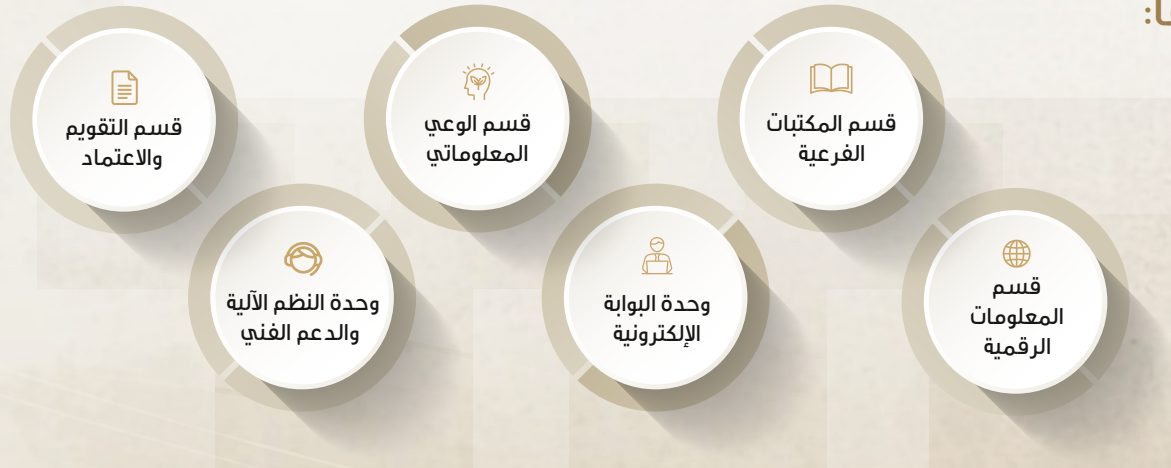 قسم المكتبات
الفرعية
قسم الوعي
المعلوماتي
قسم التقويم
والاعتماد
قسم
المعلومات
الرقمية
وحدة البوابة
الإلكترونية
وحدة النظم الآلية
والدعم الفني